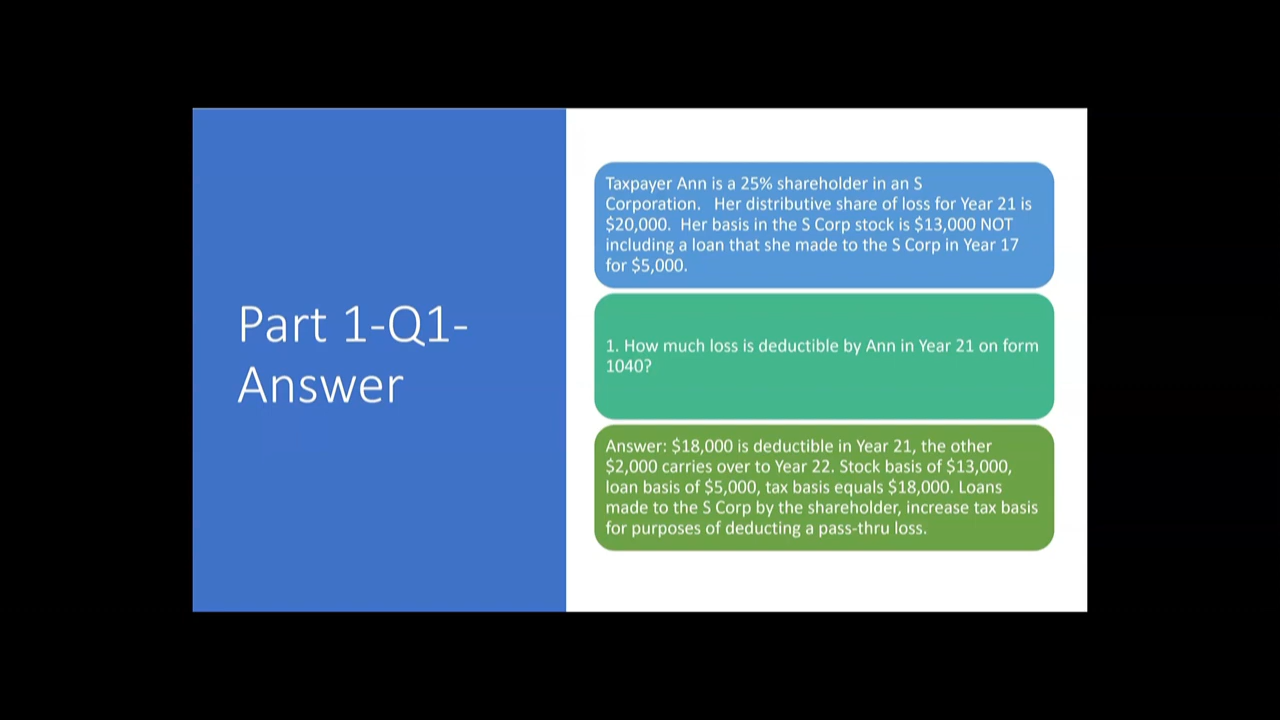 Part 1-Q1-
Answer
Taxpayer Ann is a 25% shareholder in an S
Corporation.   Her distributive share of loss for Year 21 is
$20,000.  Her basis in the S Corp stock is $13,000 NOT
including a loan that she made to the S Corp in Year 17
for $5,000.
1. How much loss is deductible by Ann in Year 21 on form
1040?
Answer: $18,000 is deductible in Year 21, the other
$2,000 carries over to Year 22. Stock basis of $13,000,
loan basis of $5,000, tax basis equals $18,000. Loans
made to the S Corp by the shareholder, increase tax basis
for purposes of deducting a pass-thru loss.